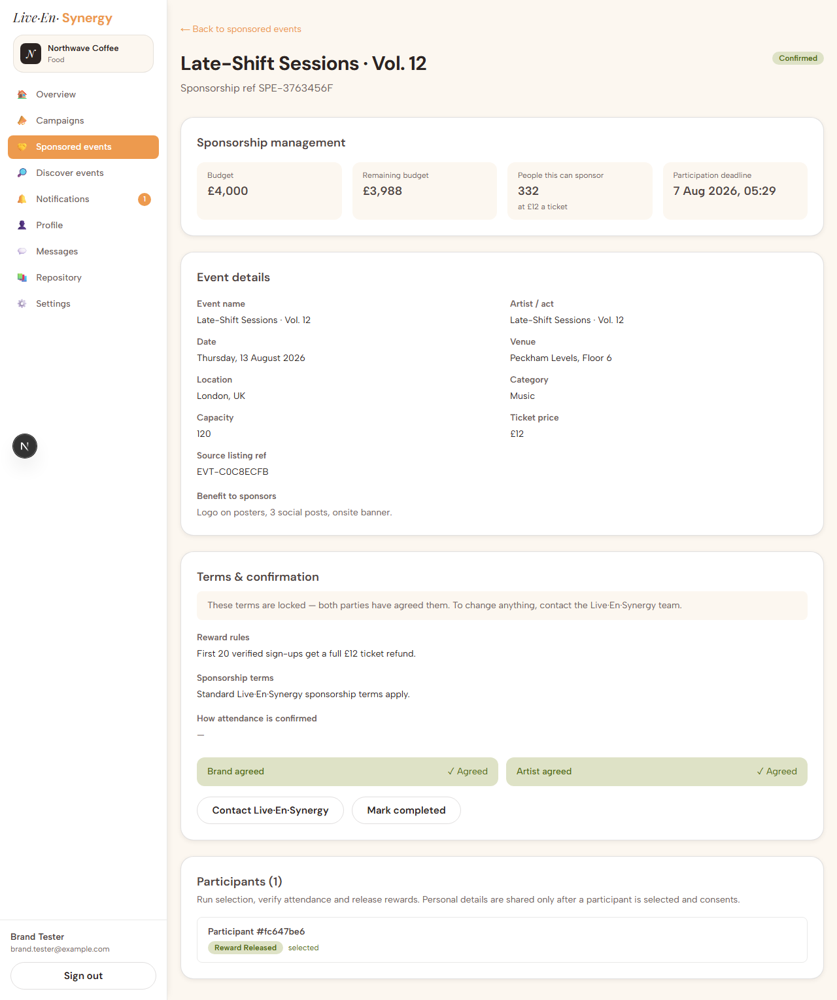 Live·En· Synergy
N
Northwave Coffee
Food
Overview
Campaigns
Sponsored events
Discover events
Notifications
1
Profile
Messages
Repository
Settings
N
Brand Tester
brand.tester@example.com
Sign out
← Back to sponsored events
Late-Shift Sessions · Vol. 12
Confirmed
Sponsorship ref SPE-3763456F
Sponsorship management
Budget
£4,000
Remaining budget
£3,988
People this can sponsor
332
at £12 a ticket
Participation deadline
7 Aug 2026, 05:29
Event details
Event name
Late-Shift Sessions · Vol. 12
Artist / act
Late-Shift Sessions · Vol. 12
Date
Thursday, 13 August 2026
Venue
Peckham Levels, Floor 6
Location
London, UK
Category
Music
Capacity
120
Ticket price
£12
Source listing ref
EVT-C0C8ECFB
Benefit to sponsors
Logo on posters, 3 social posts, onsite banner.
Terms & confirmation
These terms are locked — both parties have agreed them. To change anything, contact the Live·En·Synergy team.
Reward rules
First 20 verified sign-ups get a full £12 ticket refund.
Sponsorship terms
Standard Live·En·Synergy sponsorship terms apply.
How attendance is confirmed
—
Brand agreed ✓ Agreed
Artist agreed ✓ Agreed
Contact Live·En·Synergy
Mark completed
Participants (1)
Run selection, verify attendance and release rewards. Personal details are shared only after a participant is selected and consents.
Participant #fc647be6
Reward Released selected